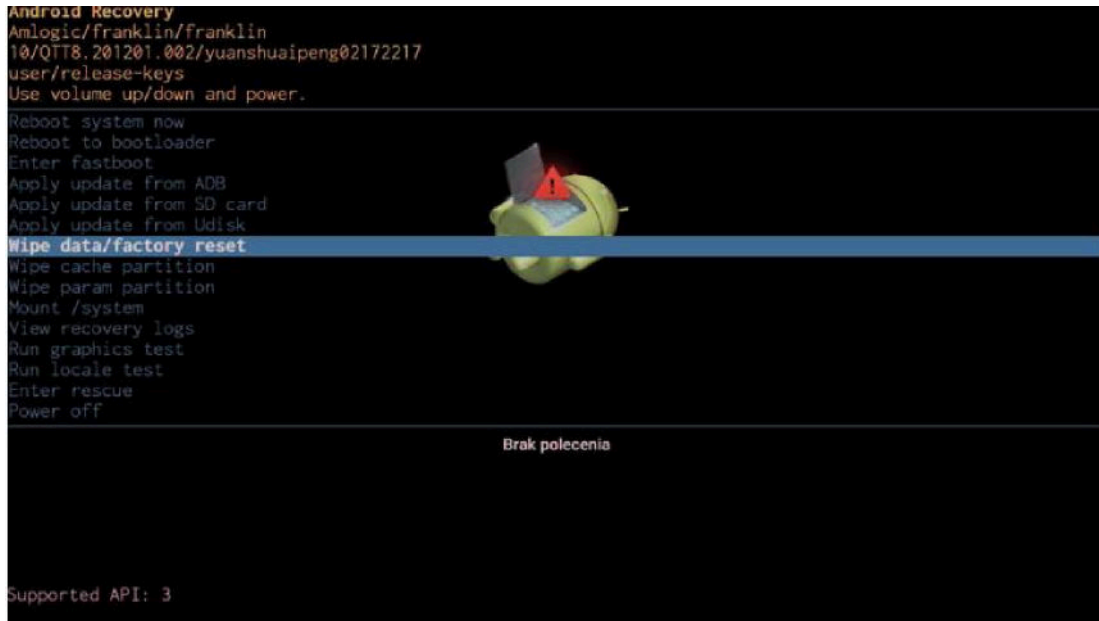 Android Recovery
Amlogic/franklin/franklin
10/QTT8.201201.002/yuanshuaipeng02172217
user/release-keys
Use volume up/down and power.
Reboot system now
Reboot to bootloader
Enter fastboot
Apply update from ADB
Apply update from SD card
Apply update from Udisk
Wipe data/factory reset
Wipe cache partition
Wipe param partition
Mount /system
View recovery logs
Run graphics test
Run locale test
Enter rescue
Power off
Brak polecenia
Supported API: 3